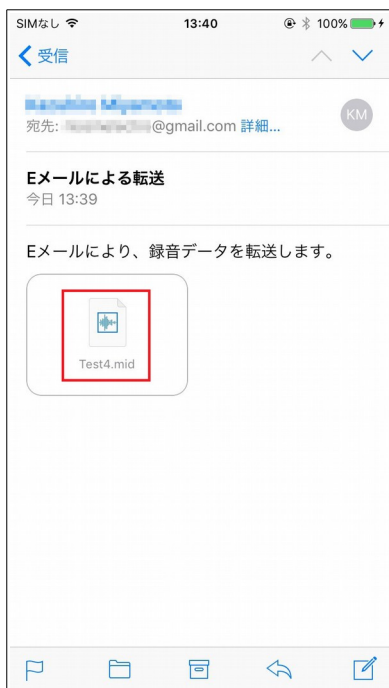 SIMなし 13:40 100%
受信
KM
宛先: @gmail.com 詳細...
Eメールによる転送
今日 13:39
Eメールにより、録音データを転送します。
Test4.mid